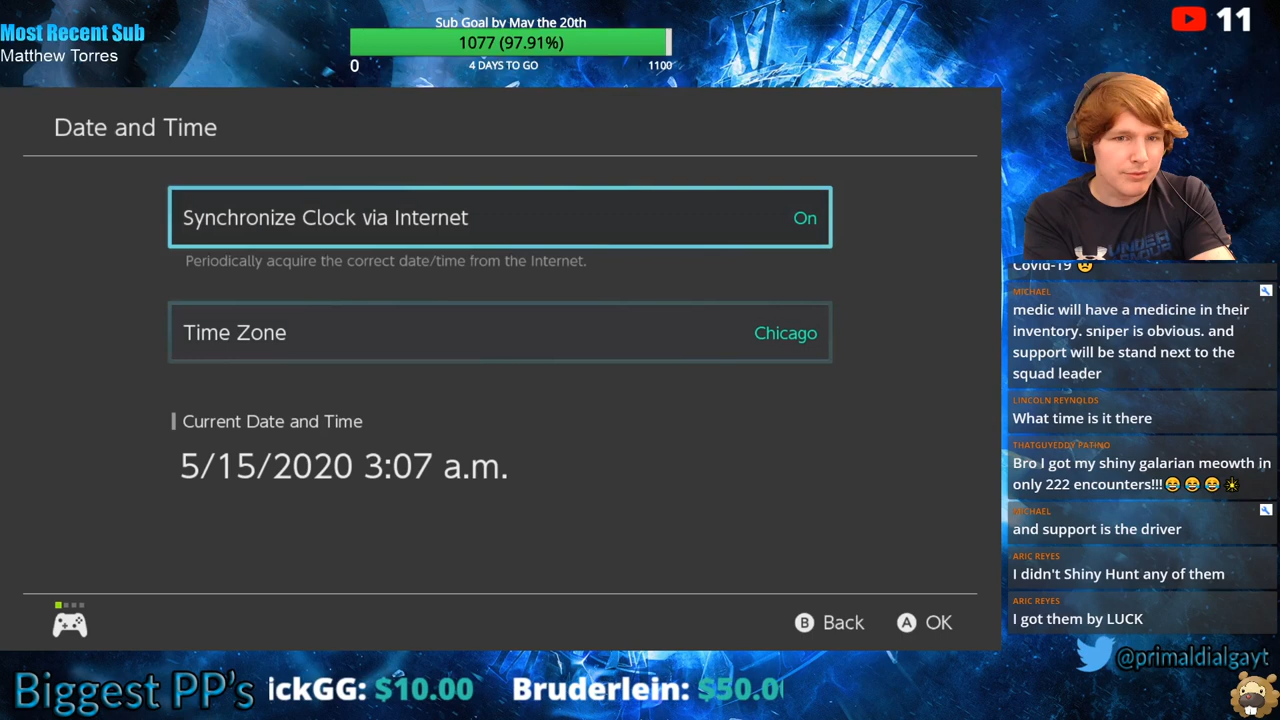 Most Recent Sub
Matthew Torres
Sub Goal by May the 20th
1077 (97.91%)
0
4 DAYS TO GO
1100
11
Date and Time
Synchronize Clock via Internet
On
Periodically acquire the correct date/time from the Internet.
Time Zone
Chicago
Current Date and Time
5/15/2020 3:07 a.m.
B Back
A OK
Covid-19 ☹️
MICHAEL
medic will have a medicine in their
inventory. sniper is obvious. and
support will be stand next to the
squad leader
LINCOLN REYNOLDS
What time is it there
THATGUYEDDY PATINO
Bro I got my shiny galarian meowth in
only 222 encounters!!!😂 😂 😂 ☀
MICHAEL
and support is the driver
ARIC REYES
I didn't Shiny Hunt any of them
ARIC REYES
I got them by LUCK
@primaldialgayt
Biggest PP's
ickGG: $10.00
Bruderlein: $50.0
UNDER